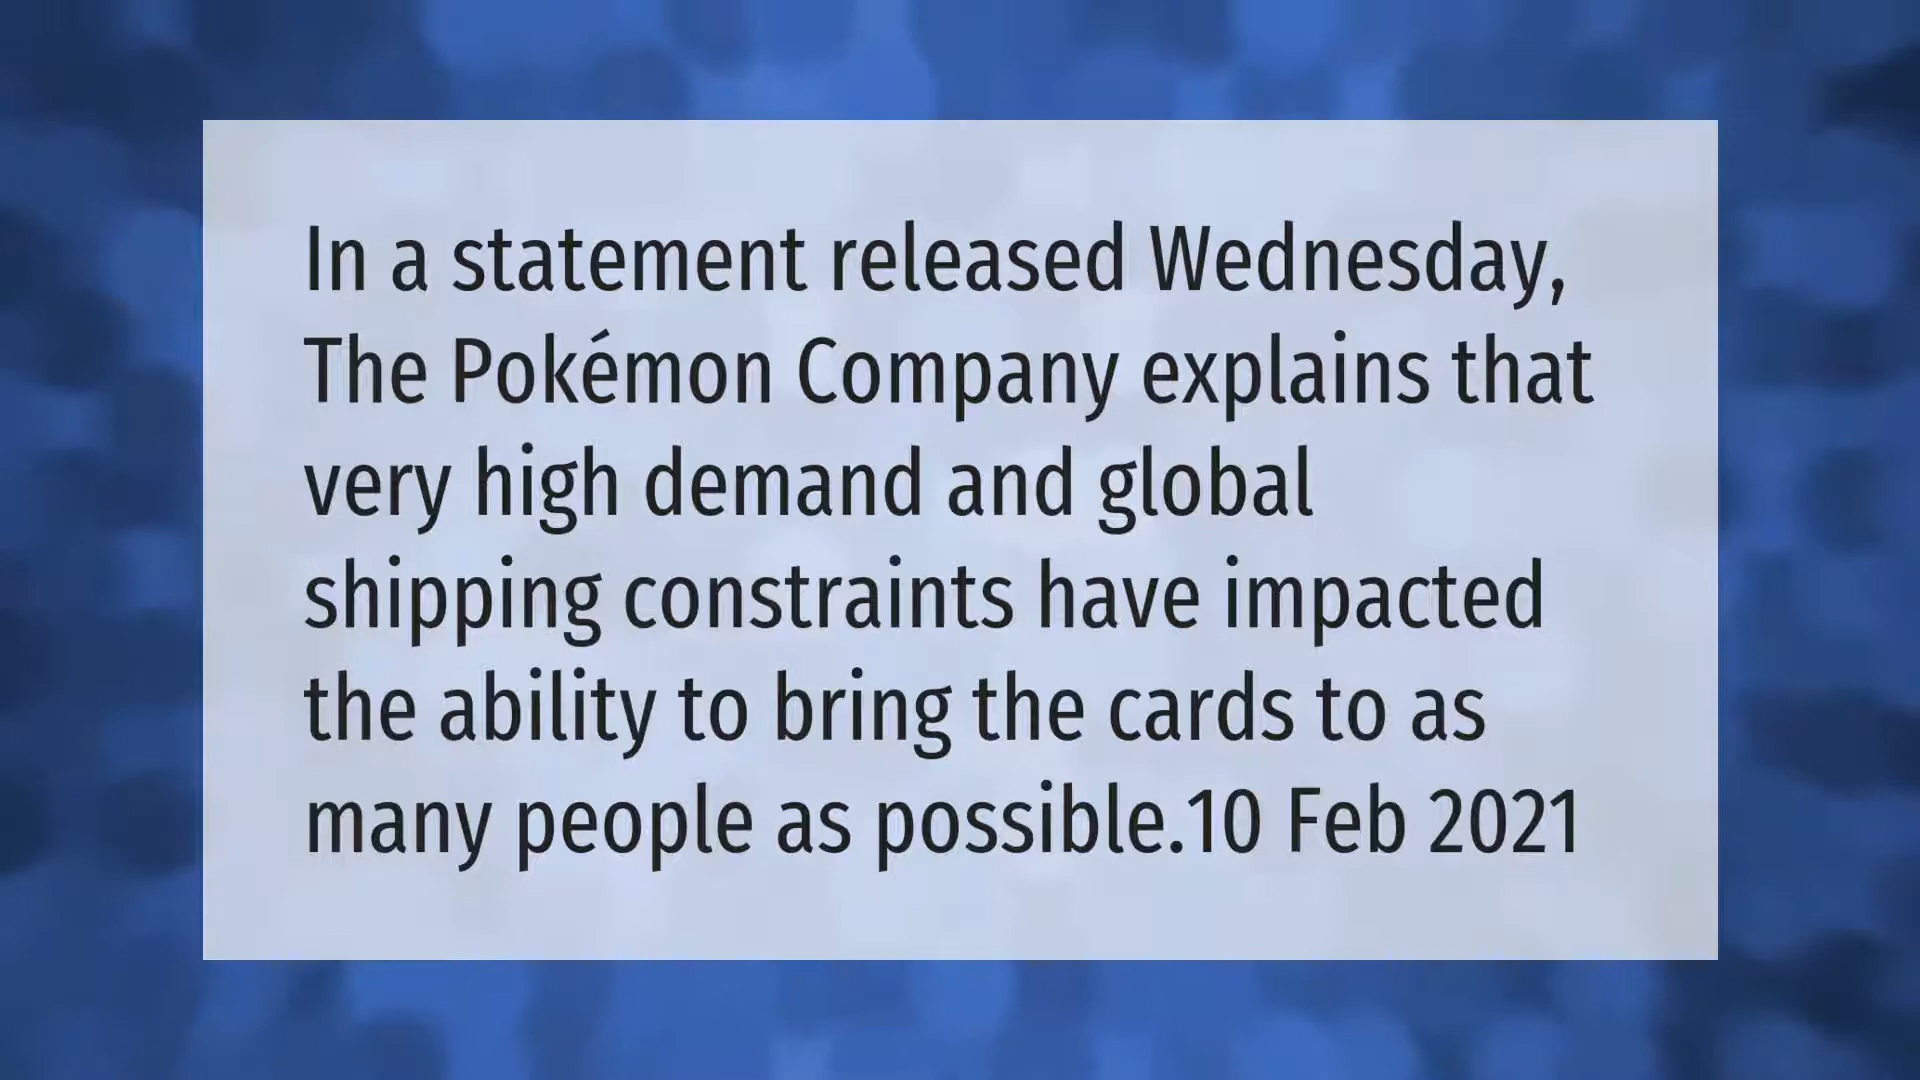 In a statement released Wednesday,
The Pokémon Company explains that
very high demand and global
shipping constraints have impacted
the ability to bring the cards to as
many people as possible.10 Feb 2021